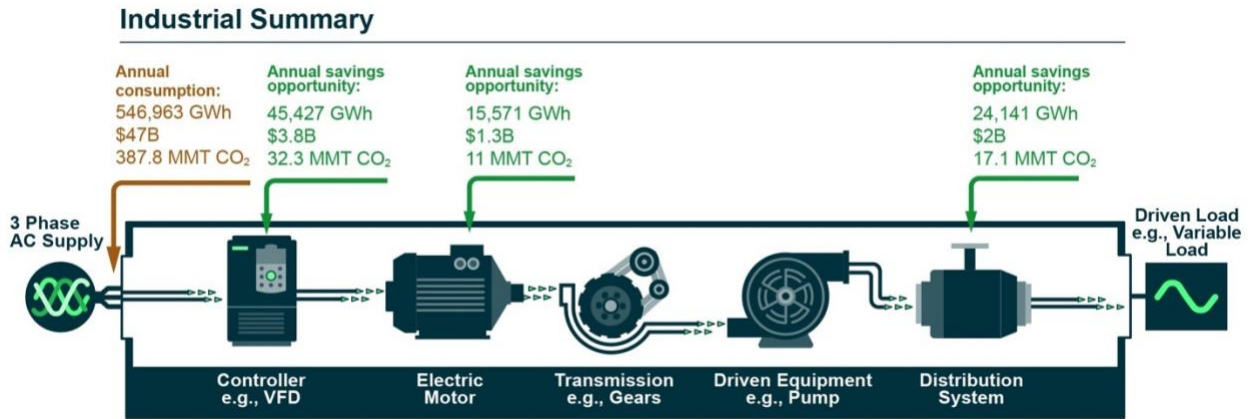 Industrial Summary
Annual
consumption:
546,963 GWh
$47B
387.8 MMT CO₂
Annual savings
opportunity:
45,427 GWh
$3.8B
32.3 MMT CO₂
Annual savings
opportunity:
15,571 GWh
$1.3B
11 MMT CO₂
Annual savings
opportunity:
24,141 GWh
$2B
17.1 MMT CO₂
3 Phase
AC Supply
Driven Load
e.g., Variable
Load
Controller
e.g., VFD
Electric
Motor
Transmission
e.g., Gears
Driven Equipment
e.g., Pump
Distribution
System